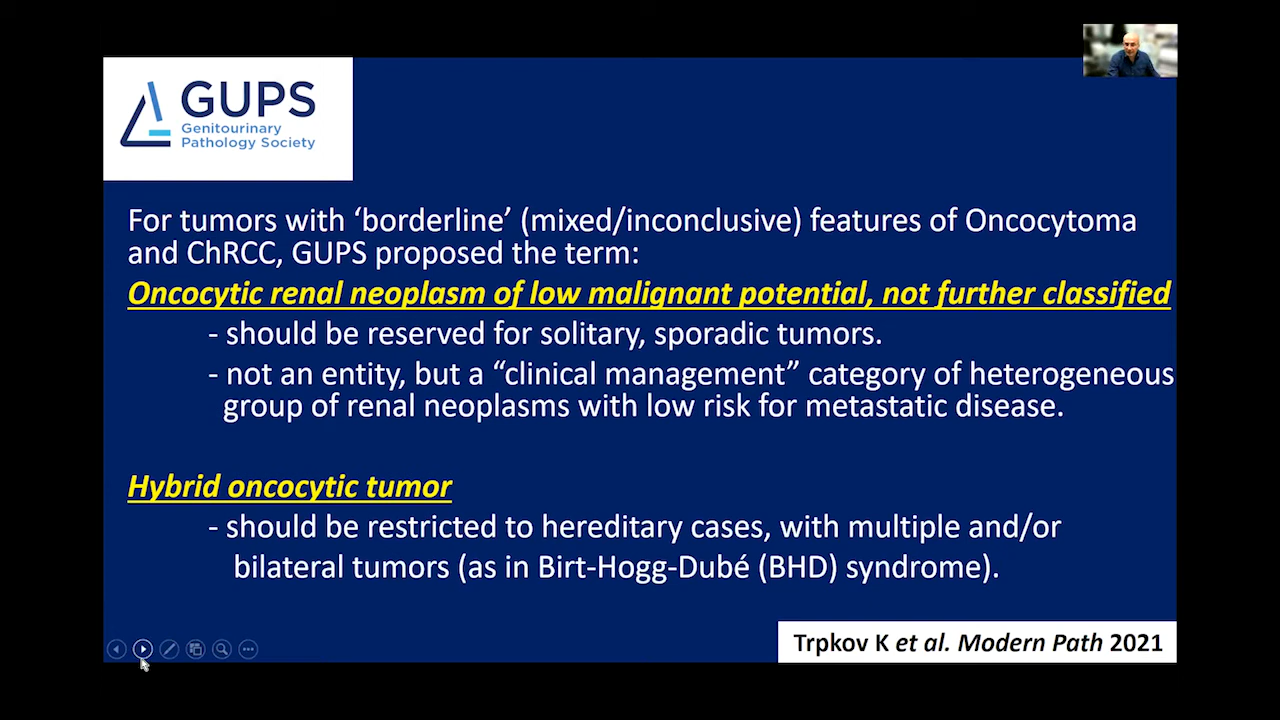 GUPS
Genitourinary
Pathology Society
For tumors with ‘borderline’ (mixed/inconclusive) features of Oncocytoma
and ChRCC, GUPS proposed the term:
Oncocytic renal neoplasm of low malignant potential, not further classified
- should be reserved for solitary, sporadic tumors.
- not an entity, but a “clinical management” category of heterogeneous
group of renal neoplasms with low risk for metastatic disease.
Hybrid oncocytic tumor
- should be restricted to hereditary cases, with multiple and/or
bilateral tumors (as in Birt-Hogg-Dubé (BHD) syndrome).
Trpkov K et al. Modern Path 2021